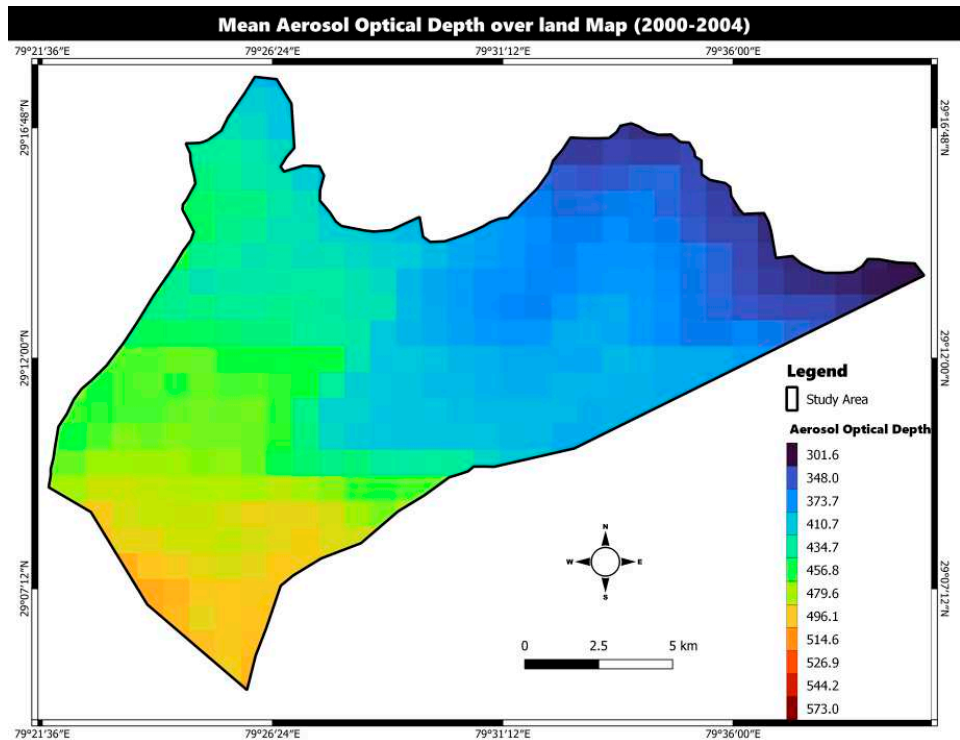 Mean Aerosol Optical Depth over land Map (2000-2004)
79°21'36"E 79°26'24"E 79°31'12"E 79°36'00"E
29°16'48"N 29°16'48"N
29°12'00"N 29°12'00"N
29°07'12"N 29°07'12"N
Legend
Study Area
Aerosol Optical Depth
301.6
348.0
373.7
410.7
434.7
456.8
479.6
496.1
514.6
526.9
544.2
573.0
N
W E
S
0 2.5 5 km
79°21'36"E 79°26'24"E 79°31'12"E 79°36'00"E